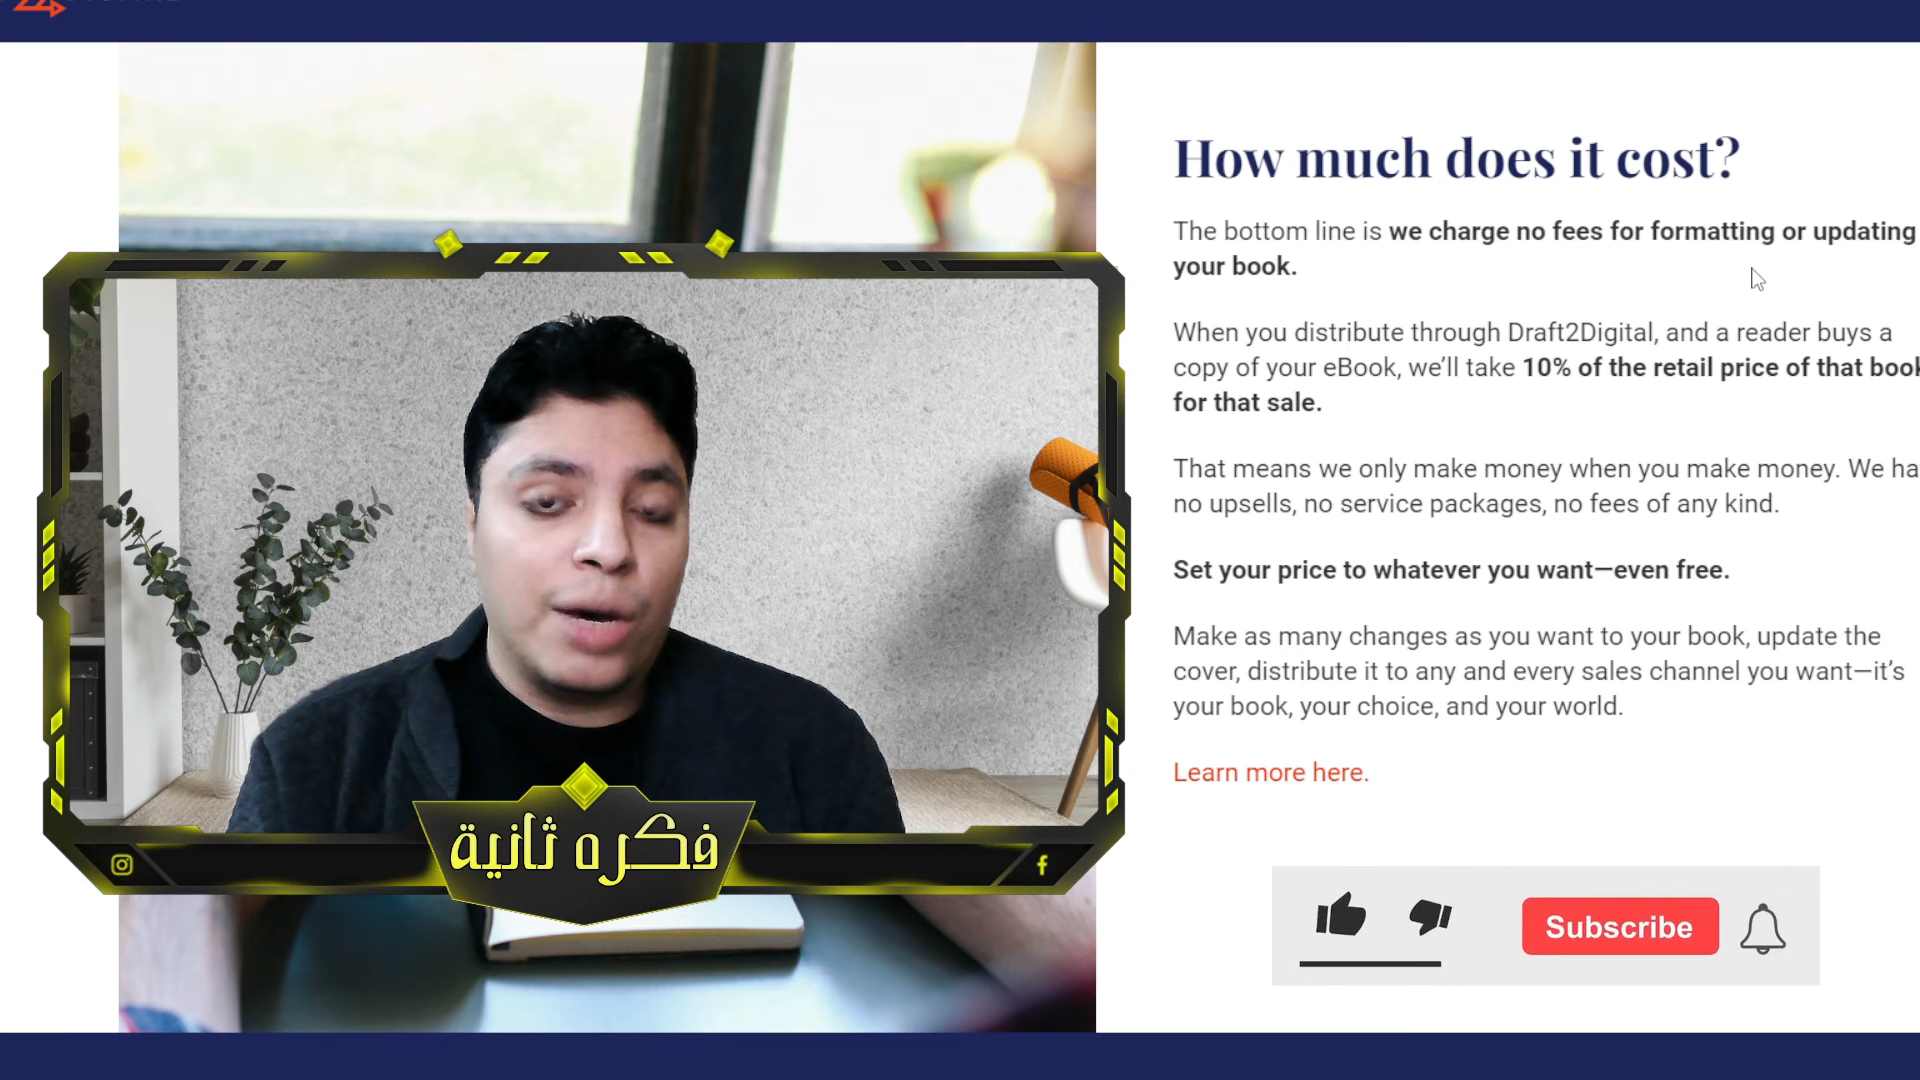 How much does it cost?
The bottom line is we charge no fees for formatting or updating
your book.
When you distribute through Draft2Digital, and a reader buys a
copy of your eBook, we’ll take 10% of the retail price of that book
for that sale.
That means we only make money when you make money. We ha
no upsells, no service packages, no fees of any kind.
Set your price to whatever you want—even free.
Make as many changes as you want to your book, update the
cover, distribute it to any and every sales channel you want—it’s
your book, your choice, and your world.
Learn more here.
فكره ثانية
Subscribe